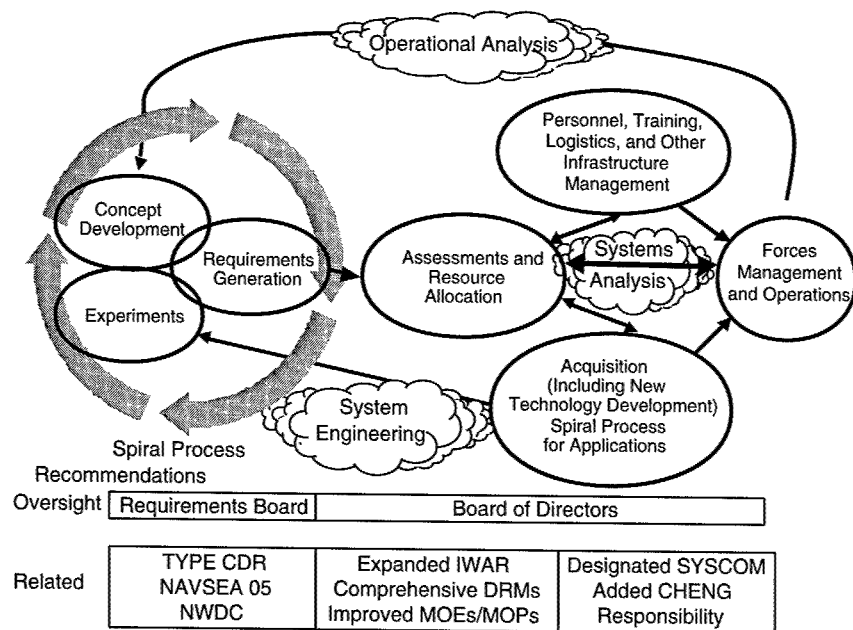 Operational Analysis
Personnel, Training,
Logistics, and Other
Infrastructure
Management
Concept
Development
Requirements
Generation
Experiments
Assessments and
Resource
Allocation
Systems
Analysis
Forces
Management
and Operations
Acquisition
(Including New
Technology Development)
Spiral Process
for Applications
System
Engineering
Spiral Process
Recommendations
Oversight
Requirements Board
Board of Directors
Related
TYPE CDR
NAVSEA 05
NWDC
Expanded IWAR
Comprehensive DRMs
Improved MOEs/MOPs
Designated SYSCOM
Added CHENG
Responsibility